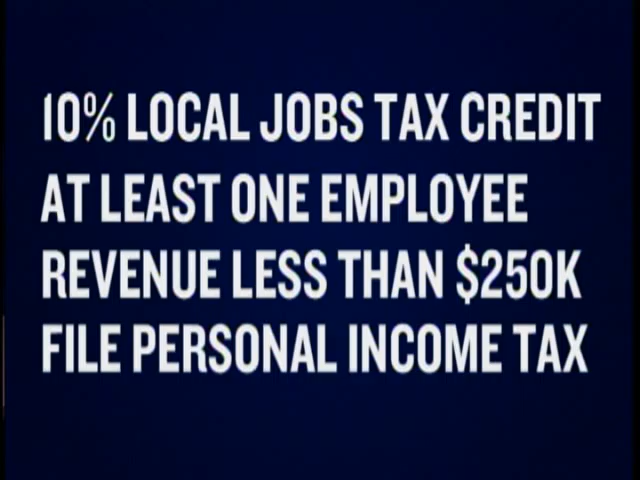 10% LOCAL JOBS TAX CREDIT
AT LEAST ONE EMPLOYEE
REVENUE LESS THAN $250K
FILE PERSONAL INCOME TAX